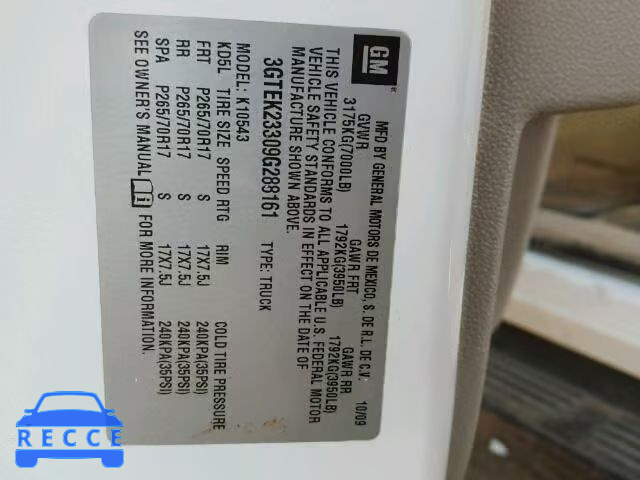 GM
MFD BY GENERAL MOTORS DE MEXICO, S. DE R.L. DE C.V. 10/09
GVWR GAWR FRT GAWR RR
3175KG(7000LB) 1792KG(3950LB) 1792KG(3950LB)
THIS VEHICLE CONFORMS TO ALL APPLICABLE U.S. FEDERAL MOTOR
VEHICLE SAFETY STANDARDS IN EFFECT ON THE DATE OF
MANUFACTURE SHOWN ABOVE.
3GTEK23309G289161 TYPE: TRUCK
MODEL: K10543
KD5L TIRE SIZE SPEED RTG RIM COLD TIRE PRESSURE
FRT P265/70R17 S 17X7.5J 240KPA(35PSI)
RR P265/70R17 S 17X7.5J 240KPA(35PSI)
SPA P265/70R17 S 17X7.5J 240KPA(35PSI)
SEE OWNER'S MANUAL FOR MORE INFORMATION.
RECCE